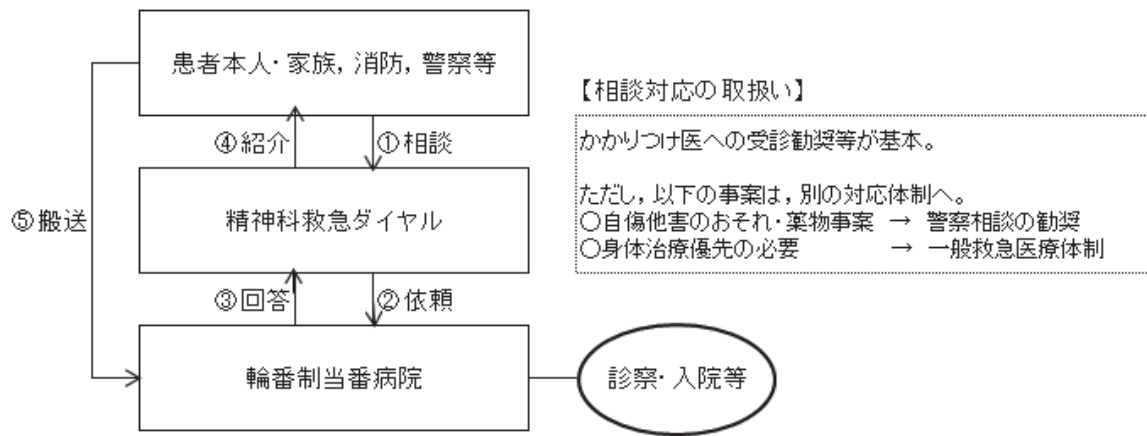 患者本人・家族，消防，警察等
④紹介
①相談
⑤搬送
精神科救急ダイヤル
③回答
②依頼
輪番制当番病院
診察・入院等
【相談対応の取扱い】
かかりつけ医への受診勧奨等が基本。
ただし，以下の事案は，別の対応体制へ。
○自傷他害のおそれ・薬物事案 → 警察相談の勧奨
○身体治療優先の必要 → 一般救急医療体制